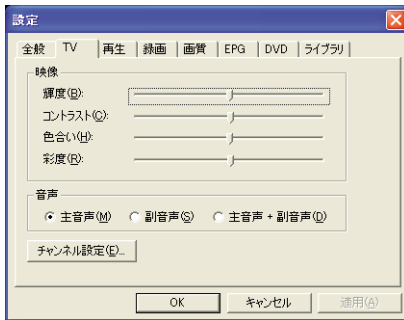 設定
全般 TV 再生 録画 画質 EPG DVD ライブラリ
映像
輝度(B):
コントラスト(C):
色合い(H):
彩度(R):
音声
主音声(M) 副音声(S) 主音声 + 副音声(D)
チャンネル設定(E)...
OK キャンセル 適用(A)